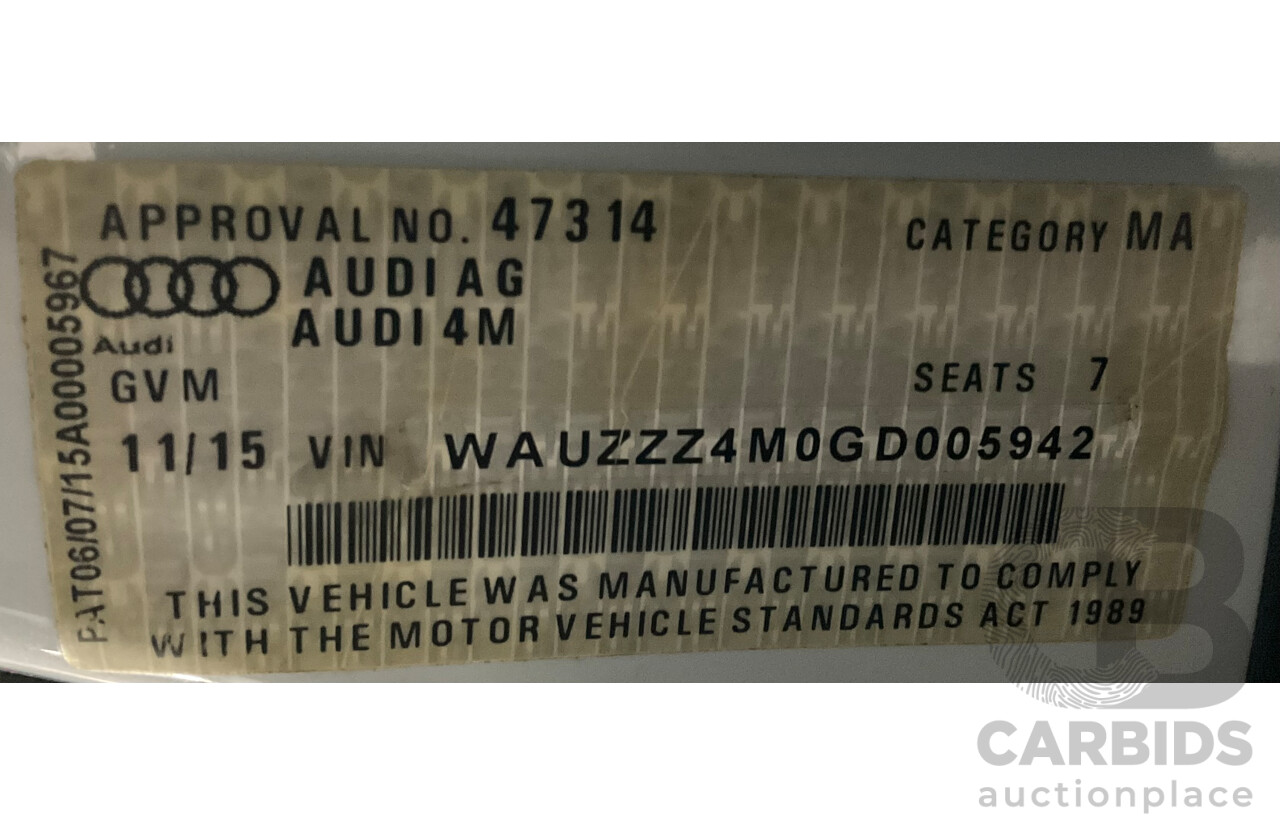 APPROVAL NO. 47314 CATEGORY MA
AUDI AG
AUDI 4M
Audi
GVM SEATS 7
11/15 VIN WAUZZZ4M0GD005942
THIS VEHICLE WAS MANUFACTURED TO COMPLY
WITH THE MOTOR VEHICLE STANDARDS ACT 1989
PAT06/07/15A00005967
CARBIDS
auctionplace